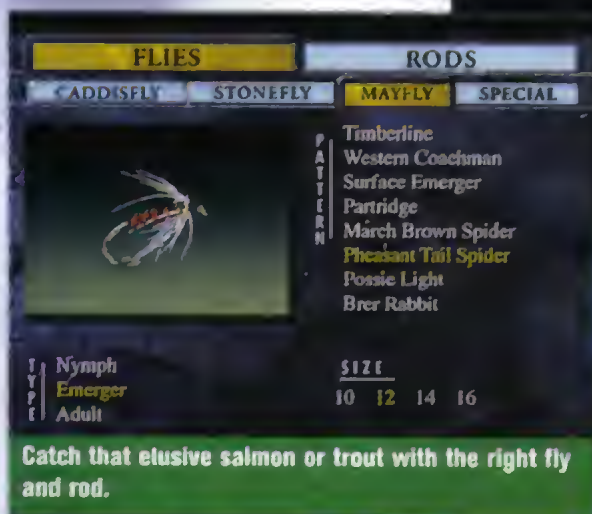 FLIES RODS
CADDISFLY STONEFLY MAYFLY SPECIAL
PATTERN
Timberline
Western Coachman
Surface Emerger
Partridge
March Brown Spider
Pheasant Tail Spider
Possie Light
Brer Rabbit
TYPE
Nymph
Emerger
Adult
SIZE
10 12 14 16
Catch that elusive salmon or trout with the right fly
and rod.